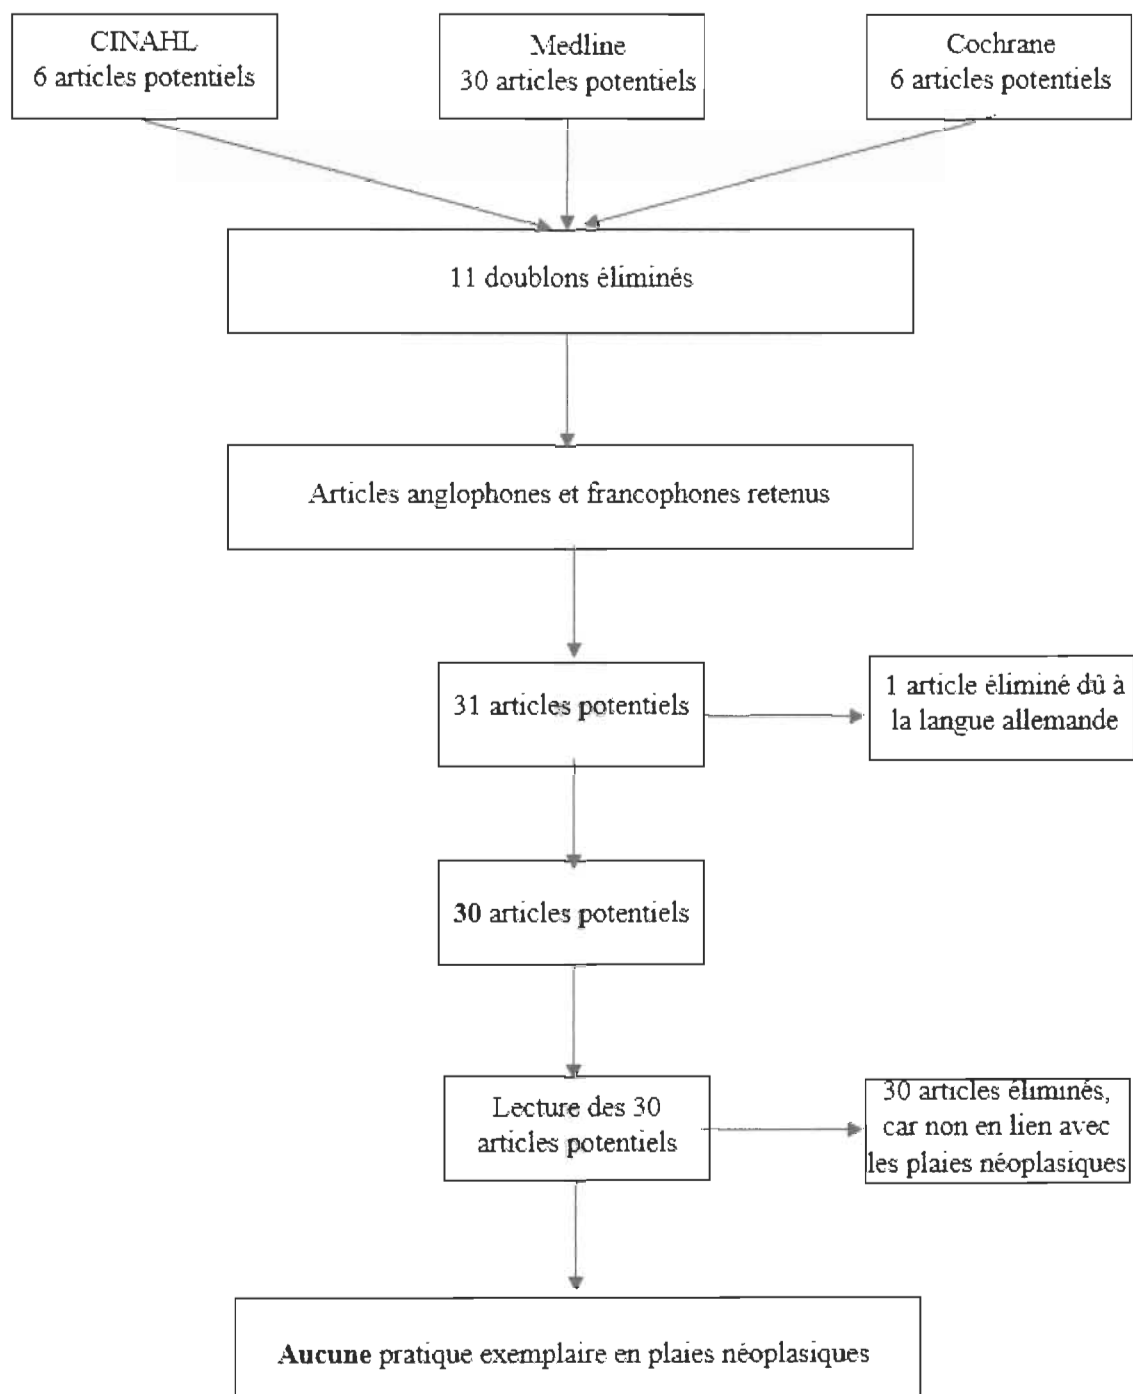 CINAHL
6 articles potentiels
Medline
30 articles potentiels
Cochrane
6 articles potentiels
11 doublons éliminés
Articles anglophones et francophones retenus
31 articles potentiels
1 article éliminé dû à
la langue allemande
30 articles potentiels
Lecture des 30
articles potentiels
30 articles éliminés,
car non en lien avec
les plaies néoplasiques
Aucune pratique exemplaire en plaies néoplasiques